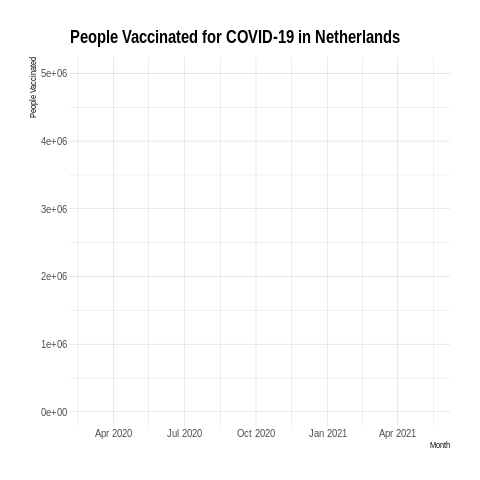 People Vaccinated for COVID-19 in Netherlands
People Vaccinated
5e+06
4e+06
3e+06
2e+06
1e+06
0e+00
Apr 2020 Jul 2020 Oct 2020 Jan 2021 Apr 2021
Month